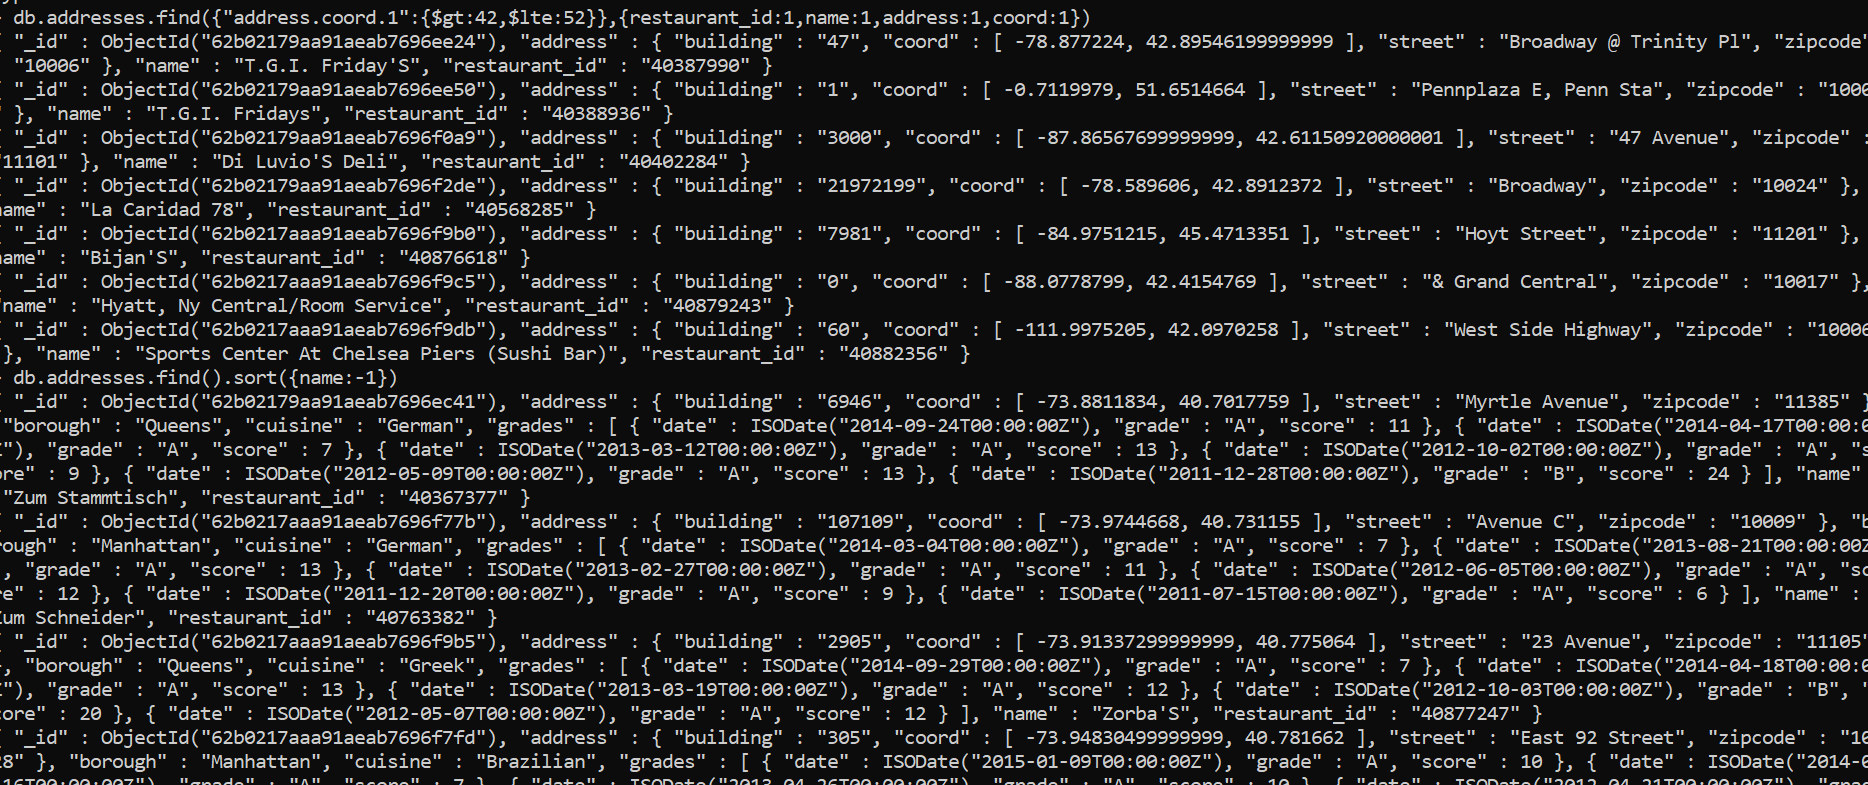 db.addresses.find({"address.coord.1":{$gt:42,$lte:52}},{restaurant_id:1,name:1,address:1,coord:1})
{ "_id" : ObjectId("62b02179aa91aeab7696ee24"), "address" : { "building" : "47", "coord" : [ -78.877224, 42.89546199999999 ], "street" : "Broadway @ Trinity Pl", "zipcode"
"10006" }, "name" : "T.G.I. Friday'S", "restaurant_id" : "40387990" }
{ "_id" : ObjectId("62b02179aa91aeab7696ee50"), "address" : { "building" : "1", "coord" : [ -0.7119979, 51.6514664 ], "street" : "Pennplaza E, Penn Sta", "zipcode" : "1000
" }, "name" : "T.G.I. Fridays", "restaurant_id" : "40388936" }
{ "_id" : ObjectId("62b02179aa91aeab7696f0a9"), "address" : { "building" : "3000", "coord" : [ -87.86567699999999, 42.61150920000001 ], "street" : "47 Avenue", "zipcode" :
"11101" }, "name" : "Di Luvio'S Deli", "restaurant_id" : "40402284" }
{ "_id" : ObjectId("62b02179aa91aeab7696f2de"), "address" : { "building" : "21972199", "coord" : [ -78.589606, 42.8912372 ], "street" : "Broadway", "zipcode" : "10024" },
name" : "La Caridad 78", "restaurant_id" : "40568285" }
{ "_id" : ObjectId("62b0217aaa91aeab7696f9b0"), "address" : { "building" : "7981", "coord" : [ -84.9751215, 45.4713351 ], "street" : "Hoyt Street", "zipcode" : "11201" },
name" : "Bijan'S", "restaurant_id" : "40876618" }
{ "_id" : ObjectId("62b0217aaa91aeab7696f9c5"), "address" : { "building" : "0", "coord" : [ -88.0778799, 42.4154769 ], "street" : "& Grand Central", "zipcode" : "10017" },
"name" : "Hyatt, Ny Central/Room Service", "restaurant_id" : "40879243" }
{ "_id" : ObjectId("62b0217aaa91aeab7696f9db"), "address" : { "building" : "60", "coord" : [ -111.9975205, 42.0970258 ], "street" : "West Side Highway", "zipcode" : "10006
}, "name" : "Sports Center At Chelsea Piers (Sushi Bar)", "restaurant_id" : "40882356" }
db.addresses.find().sort({name:-1})
{ "_id" : ObjectId("62b02179aa91aeab7696ec41"), "address" : { "building" : "6946", "coord" : [ -73.8811834, 40.7017759 ], "street" : "Myrtle Avenue", "zipcode" : "11385" }
"borough" : "Queens", "cuisine" : "German", "grades" : [ { "date" : ISODate("2014-09-24T00:00:00Z"), "grade" : "A", "score" : 11 }, { "date" : ISODate("2014-04-17T00:00:0
Z"), "grade" : "A", "score" : 7 }, { "date" : ISODate("2013-03-12T00:00:00Z"), "grade" : "A", "score" : 13 }, { "date" : ISODate("2012-10-02T00:00:00Z"), "grade" : "A", "s
ore" : 9 }, { "date" : ISODate("2012-05-09T00:00:00Z"), "grade" : "A", "score" : 13 }, { "date" : ISODate("2011-12-28T00:00:00Z"), "grade" : "B", "score" : 24 } ], "name"
"Zum Stammtisch", "restaurant_id" : "40367377" }
{ "_id" : ObjectId("62b0217aaa91aeab7696f77b"), "address" : { "building" : "107109", "coord" : [ -73.9744668, 40.731155 ], "street" : "Avenue C", "zipcode" : "10009" }, "b
rough" : "Manhattan", "cuisine" : "German", "grades" : [ { "date" : ISODate("2014-03-04T00:00:00Z"), "grade" : "A", "score" : 7 }, { "date" : ISODate("2013-08-21T00:00:00Z
, "grade" : "A", "score" : 13 }, { "date" : ISODate("2013-02-27T00:00:00Z"), "grade" : "A", "score" : 11 }, { "date" : ISODate("2012-06-05T00:00:00Z"), "grade" : "A", "sc
e" : 12 }, { "date" : ISODate("2011-12-20T00:00:00Z"), "grade" : "A", "score" : 9 }, { "date" : ISODate("2011-07-15T00:00:00Z"), "grade" : "A", "score" : 6 } ], "name" :
Zum Schneider", "restaurant_id" : "40763382" }
{ "_id" : ObjectId("62b0217aaa91aeab7696f9b5"), "address" : { "building" : "2905", "coord" : [ -73.91337299999999, 40.775064 ], "street" : "23 Avenue", "zipcode" : "11105"
, "borough" : "Queens", "cuisine" : "Greek", "grades" : [ { "date" : ISODate("2014-09-29T00:00:00Z"), "grade" : "A", "score" : 7 }, { "date" : ISODate("2014-04-18T00:00:0
Z"), "grade" : "A", "score" : 13 }, { "date" : ISODate("2013-03-19T00:00:00Z"), "grade" : "A", "score" : 12 }, { "date" : ISODate("2012-10-03T00:00:00Z"), "grade" : "B", "
core" : 20 }, { "date" : ISODate("2012-05-07T00:00:00Z"), "grade" : "A", "score" : 12 } ], "name" : "Zorba'S", "restaurant_id" : "40877247" }
{ "_id" : ObjectId("62b0217aaa91aeab7696f7fd"), "address" : { "building" : "305", "coord" : [ -73.94830499999999, 40.781662 ], "street" : "East 92 Street", "zipcode" : "10
28" }, "borough" : "Manhattan", "cuisine" : "Brazilian", "grades" : [ { "date" : ISODate("2015-01-09T00:00:00Z"), "grade" : "A", "score" : 10 }, { "date" : ISODate("2014-0